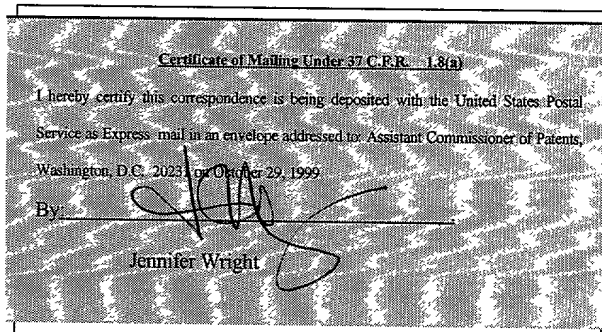 Certificate of Mailing Under 37 C.F.R. 1.8(a)
I hereby certify this correspondence is being deposited with the United States Postal
Service as Express mail in an envelope addressed to: Assistant Commissioner of Patents,
Washington, D.C. 20231 on October 29, 1999
By:
Jennifer Wright